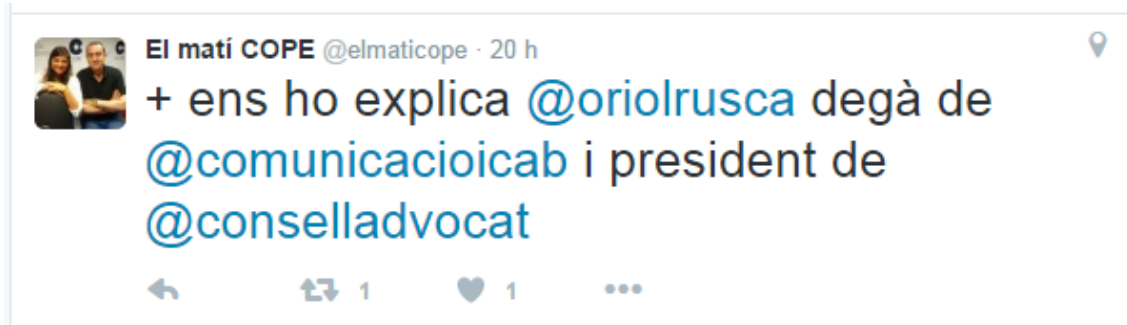 El matí COPE @elmaticope · 20 h
+ ens ho explica @oriolrusca degà de
@comunicacioicab i president de
@conselladvocat
1 1